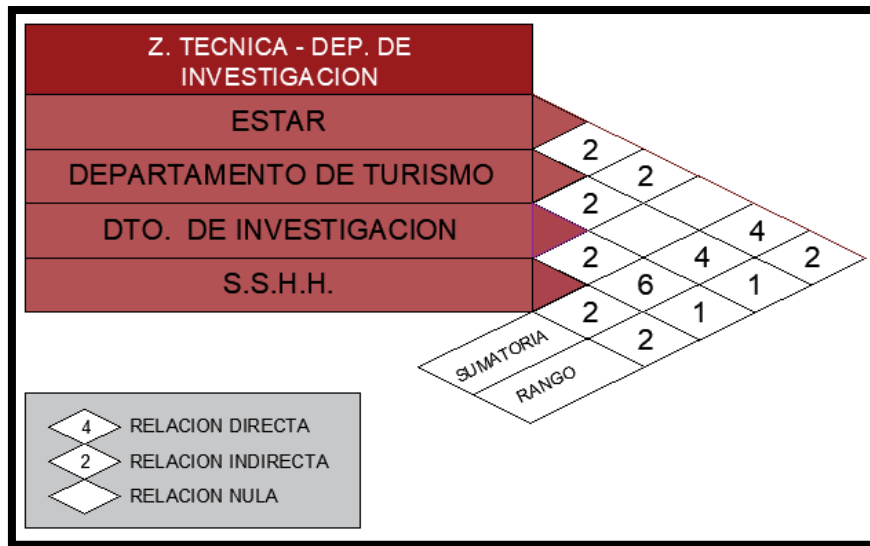 Z. TECNICA - DEP. DE
INVESTIGACION
ESTAR
DEPARTAMENTO DE TURISMO
DTO. DE INVESTIGACION
S.S.H.H.
2
2
2
4
2
4
2
6
1
2
1
2
SUMATORIA
RANGO
4 RELACION DIRECTA
2 RELACION INDIRECTA
RELACION NULA